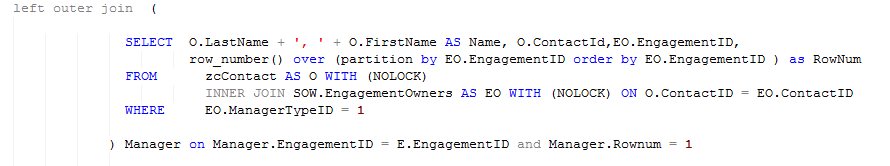 left outer join  (
SELECT  O.LastName + ', ' + O.FirstName AS Name, O.ContactId,EO.EngagementID,
row_number() over (partition by EO.EngagementID order by EO.EngagementID ) as RowNum
FROM    zcContact AS O WITH (NOLOCK)
INNER JOIN SOW.EngagementOwners AS EO WITH (NOLOCK) ON O.ContactID = EO.ContactID
WHERE   EO.ManagerTypeID = 1
) Manager on Manager.EngagementID = E.EngagementID and Manager.Rownum = 1